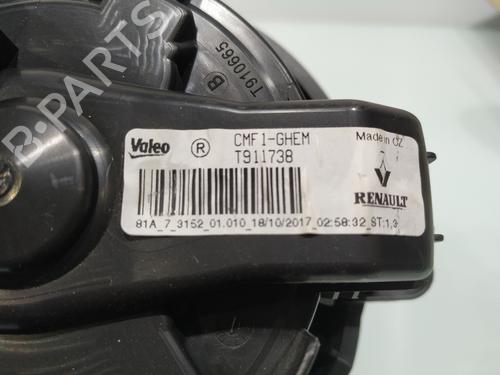 T910665
B
Valeo ® CMF1-GHEM Made in CZ
T911738
RENAULT
81A_7_3152_01.010_18/10/2017_02:58:32_ST:1,3
B-Parts